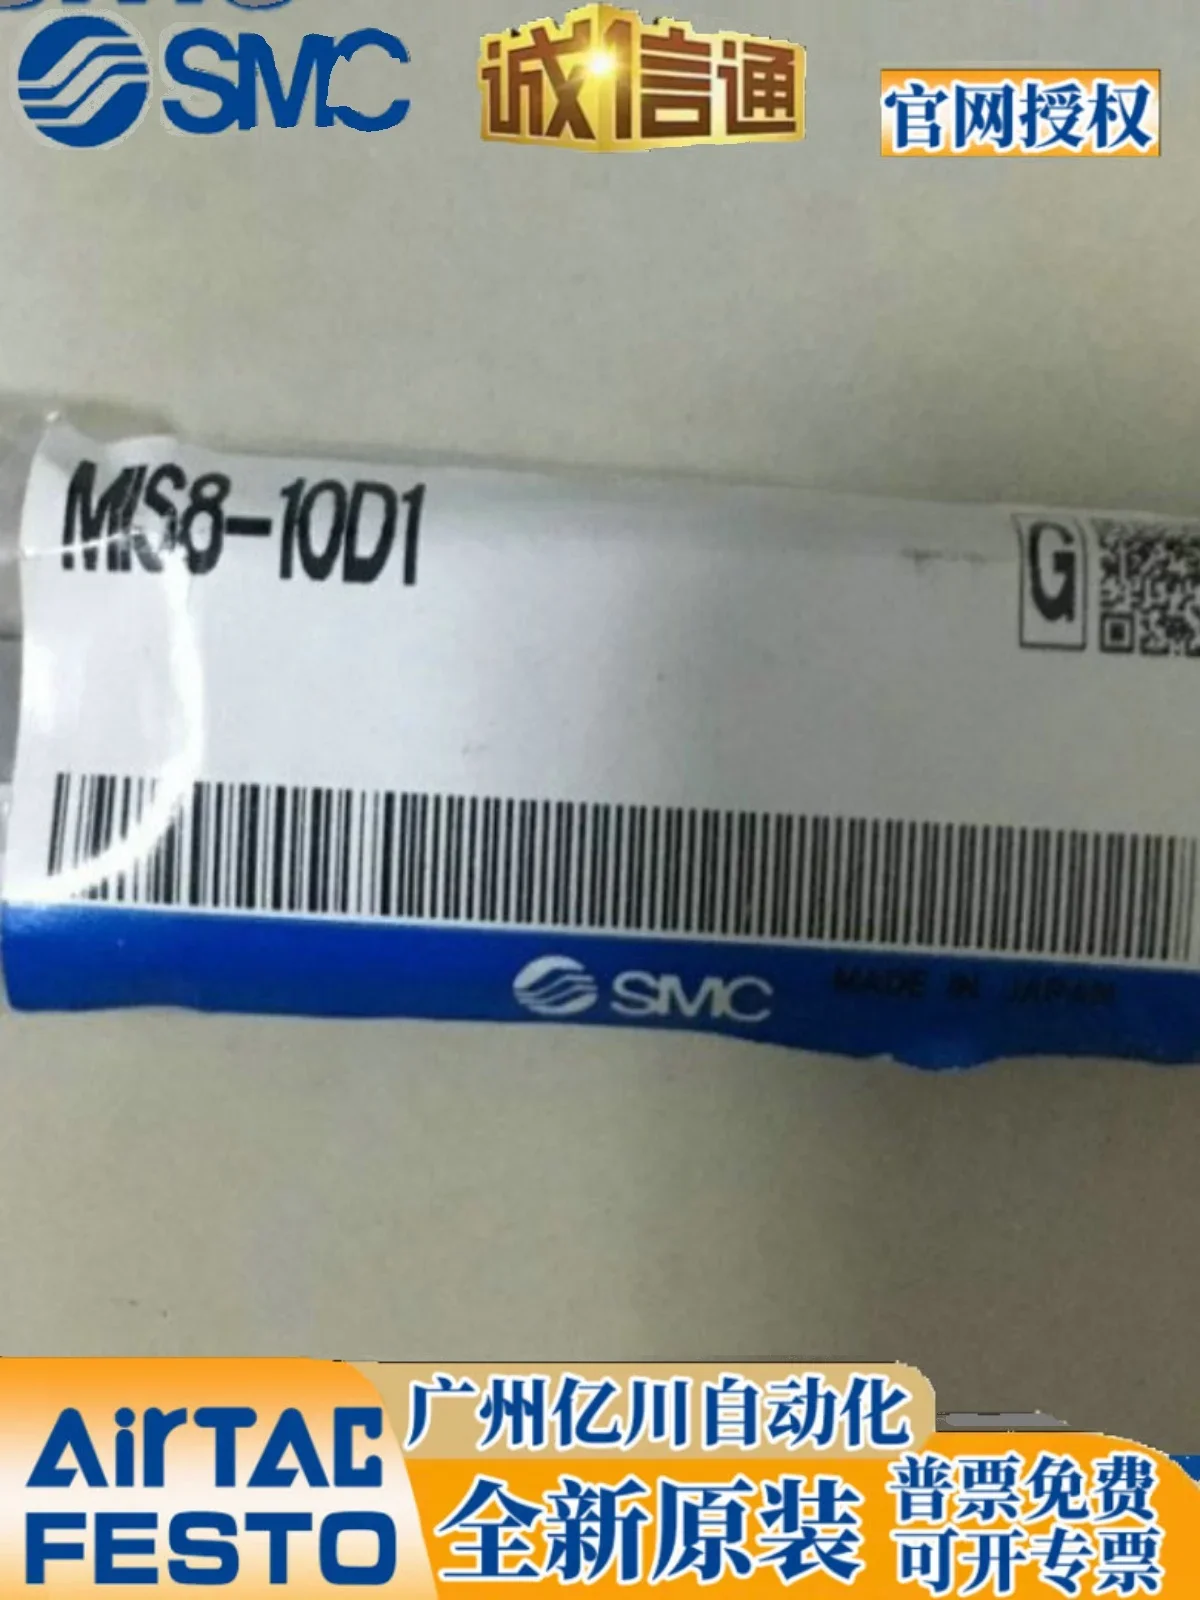 SMC
诚信通
官网授权
MIS8-10D1
G
SMC
MADE IN JAPAN
AirTAC
FESTO
广州亿川自动化
全新原装
普票免费
可开专票